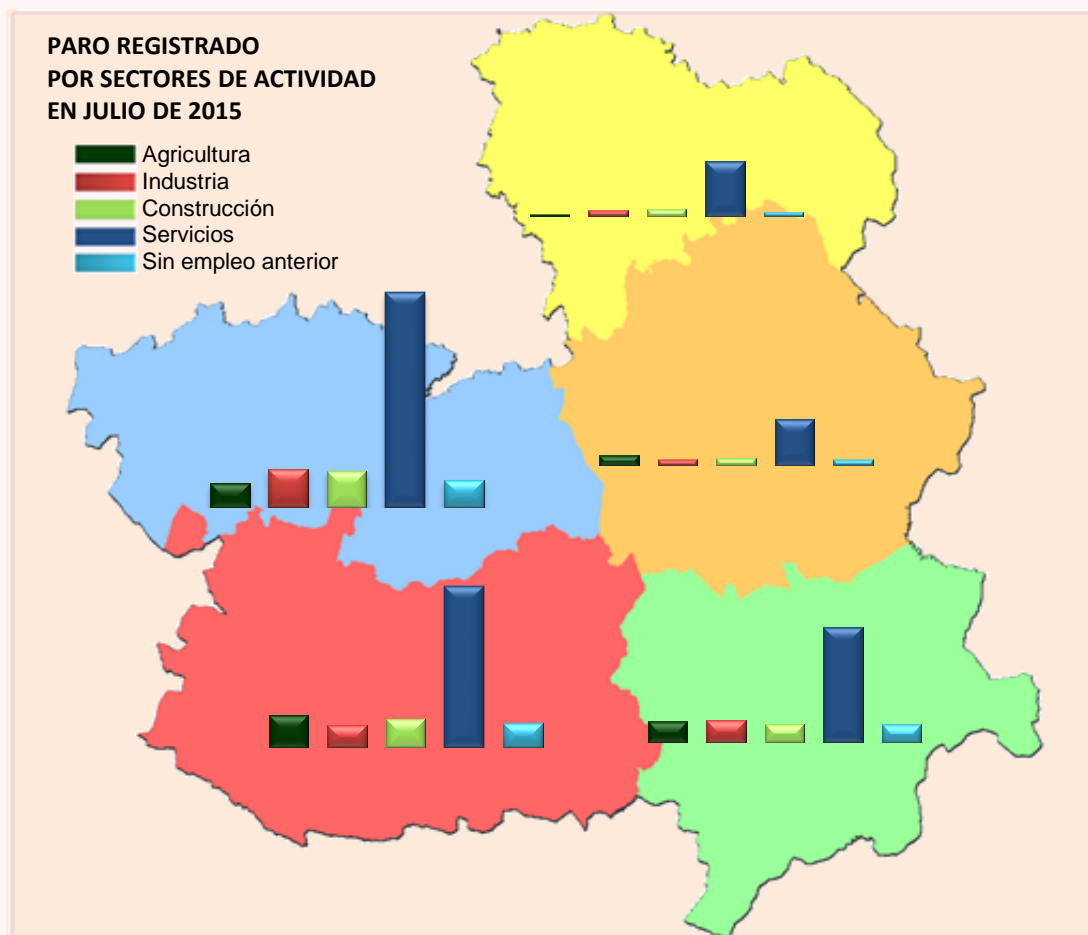 PARO REGISTRADO
POR SECTORES DE ACTIVIDAD
EN JULIO DE 2015
Agricultura
Industria
Construcción
Servicios
Sin empleo anterior